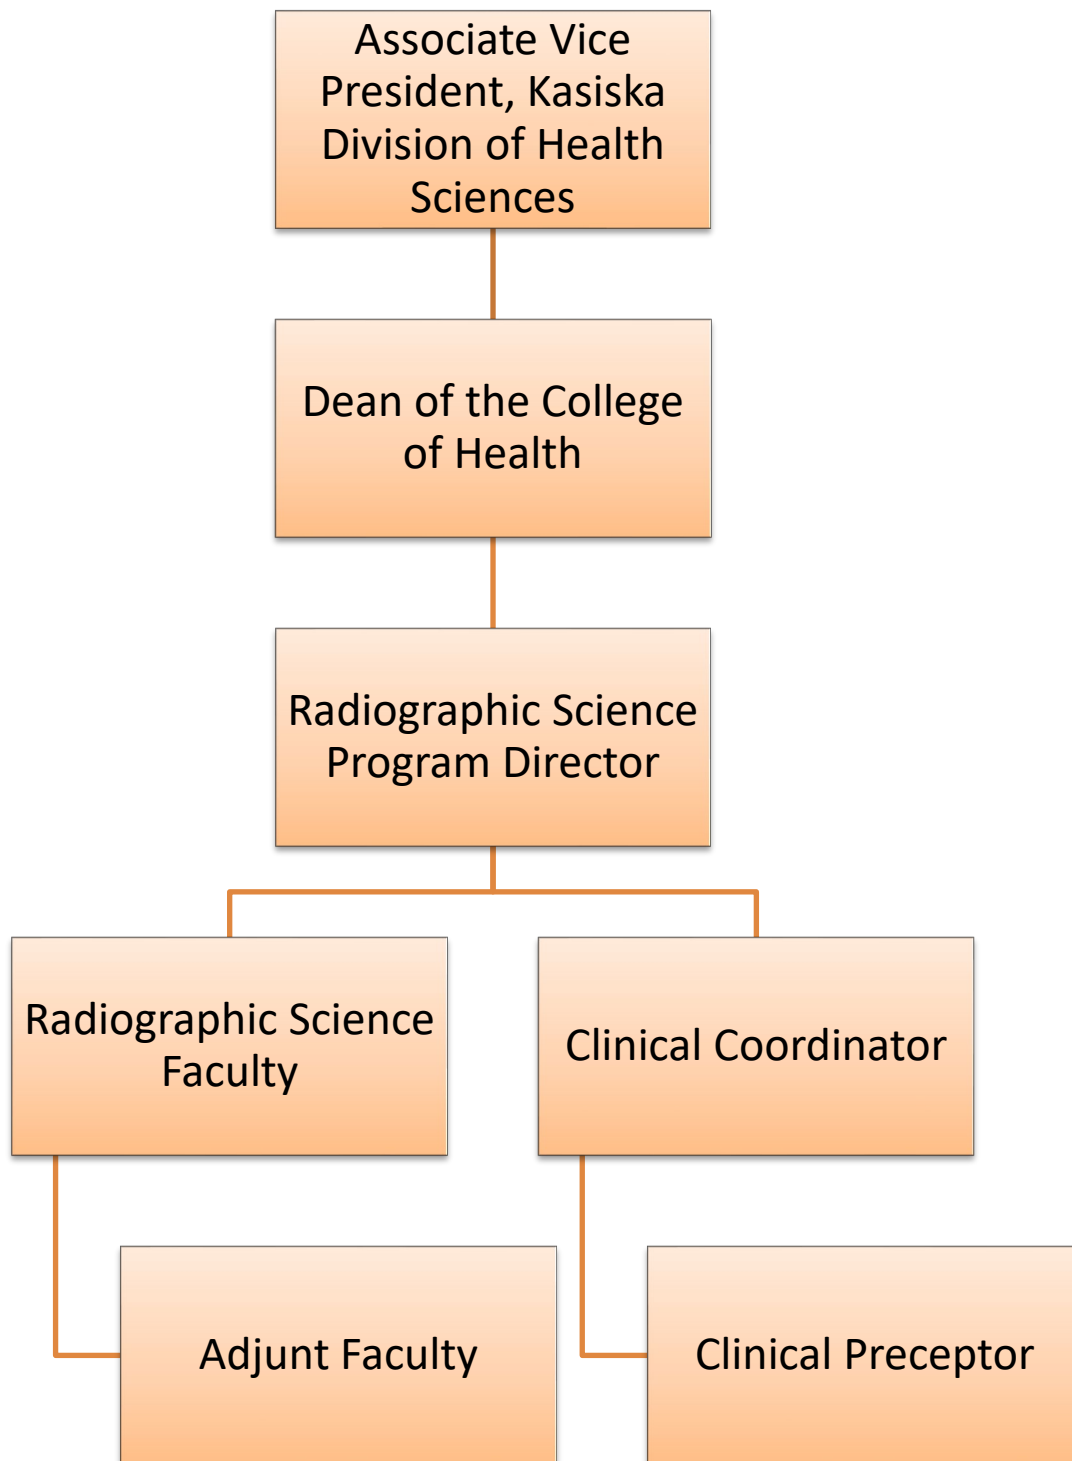 Associate Vice
President, Kasiska
Division of Health
Sciences
Dean of the College
of Health
Radiographic Science
Program Director
Radiographic Science
Faculty
Clinical Coordinator
Adjunt Faculty
Clinical Preceptor